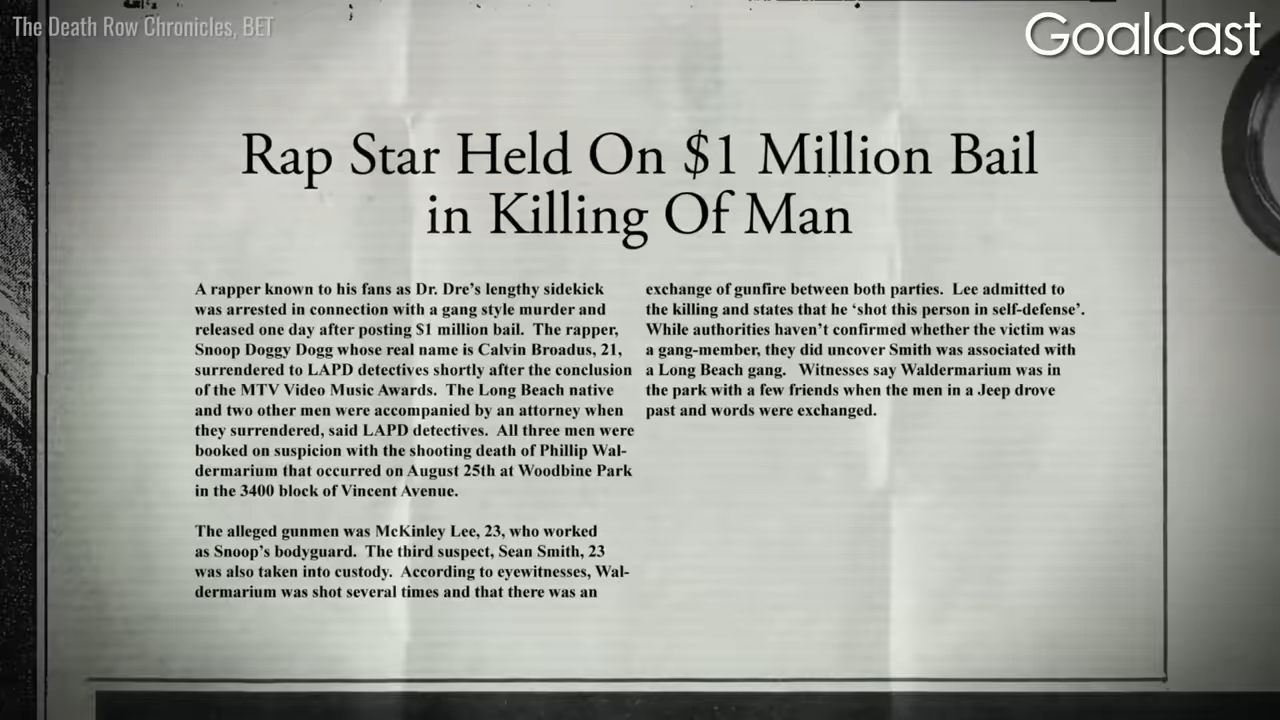 The Death Row Chronicles, BET
Goalcast
Rap Star Held On $1 Million Bail
in Killing Of Man
A rapper known to his fans as Dr. Dre's lengthy sidekick
was arrested in connection with a gang style murder and
released one day after posting $1 million bail. The rapper,
Snoop Doggy Dogg whose real name is Calvin Broadus, 21,
surrendered to LAPD detectives shortly after the conclusion
of the MTV Video Music Awards. The Long Beach native
and two other men were accompanied by an attorney when
they surrendered, said LAPD detectives. All three men were
booked on suspicion with the shooting death of Phillip Wal-
dermarium that occurred on August 25th at Woodbine Park
in the 3400 block of Vincent Avenue.
The alleged gunmen was McKinley Lee, 23, who worked
as Snoop's bodyguard. The third suspect, Sean Smith, 23
was also taken into custody. According to eyewitnesses, Wal-
dermarium was shot several times and that there was an
exchange of gunfire between both parties. Lee admitted to
the killing and states that he ‘shot this person in self-defense’.
While authorities haven't confirmed whether the victim was
a gang-member, they did uncover Smith was associated with
a Long Beach gang. Witnesses say Waldermarium was in
the park with a few friends when the men in a Jeep drove
past and words were exchanged.